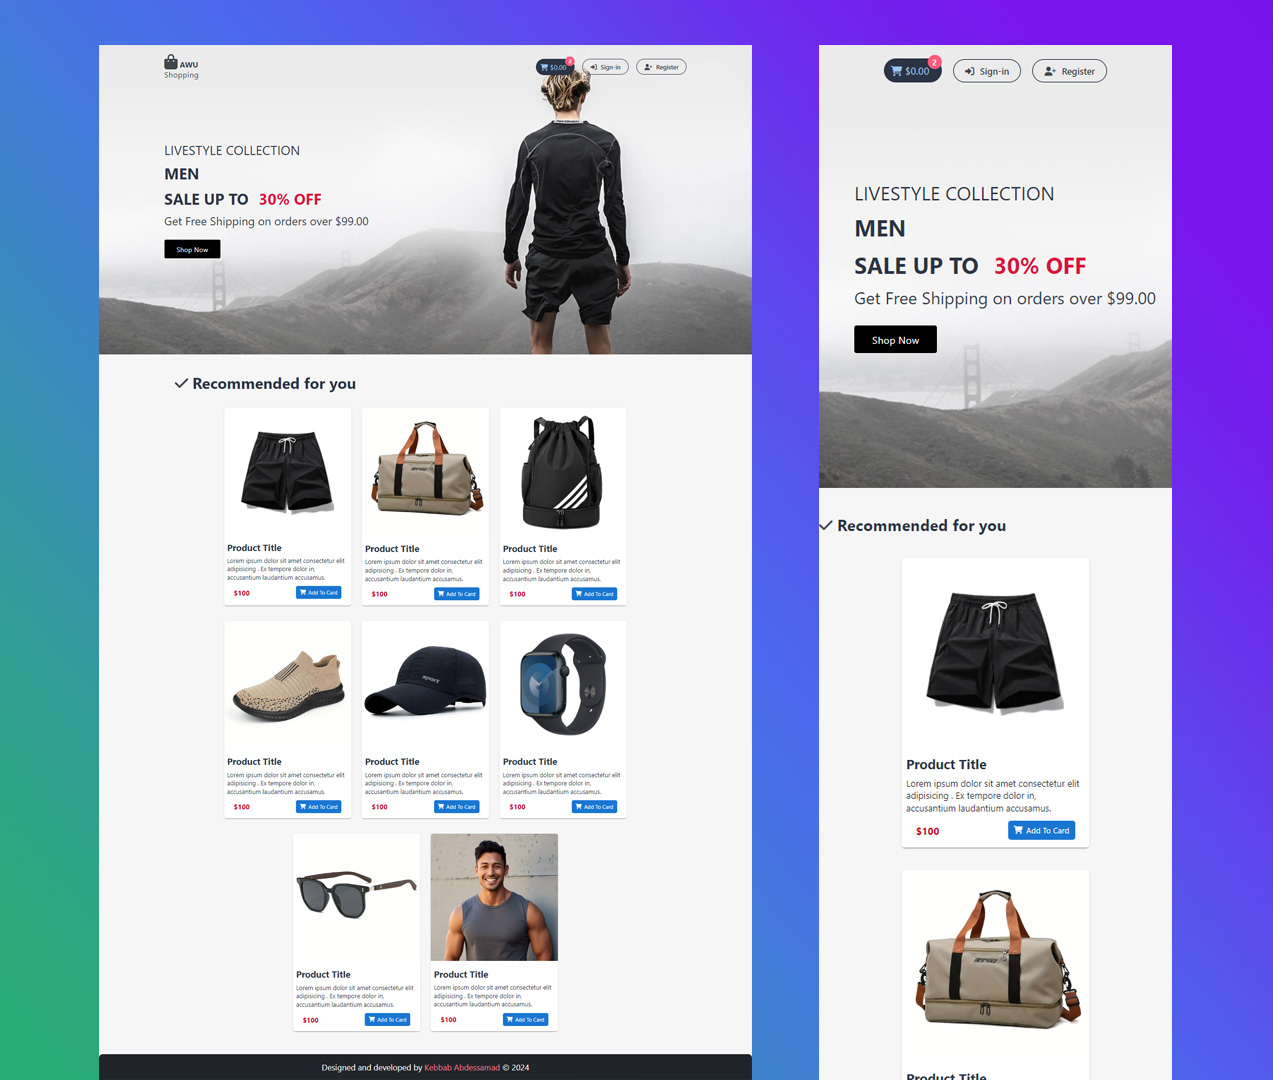 AWU
Shopping
$0.00
2
Sign-in
Register
LIVESTYLE COLLECTION
MEN
SALE UP TO 30% OFF
Get Free Shipping on orders over $99.00
Shop Now
Recommended for you
Product Title
Lorem ipsum dolor sit amet consectetur elit
adipisicing . Ex tempore dolor in,
accusantium laudantium accusamus.
$100
Add To Card
Product Title
Lorem ipsum dolor sit amet consectetur elit
adipisicing . Ex tempore dolor in,
accusantium laudantium accusamus.
$100
Add To Card
Product Title
Lorem ipsum dolor sit amet consectetur elit
adipisicing . Ex tempore dolor in,
accusantium laudantium accusamus.
$100
Add To Card
Product Title
Lorem ipsum dolor sit amet consectetur elit
adipisicing . Ex tempore dolor in,
accusantium laudantium accusamus.
$100
Add To Card
sport
Product Title
Lorem ipsum dolor sit amet consectetur elit
adipisicing . Ex tempore dolor in,
accusantium laudantium accusamus.
$100
Add To Card
Product Title
Lorem ipsum dolor sit amet consectetur elit
adipisicing . Ex tempore dolor in,
accusantium laudantium accusamus.
$100
Add To Card
Product Title
Lorem ipsum dolor sit amet consectetur elit
adipisicing . Ex tempore dolor in,
accusantium laudantium accusamus.
$100
Add To Card
Product Title
Lorem ipsum dolor sit amet consectetur elit
adipisicing . Ex tempore dolor in,
accusantium laudantium accusamus.
$100
Add To Card
Designed and developed by Kebbab Abdessamad © 2024
$0.00
2
Sign-in
Register
LIVESTYLE COLLECTION
MEN
SALE UP TO 30% OFF
Get Free Shipping on orders over $99.00
Shop Now
Recommended for you
Product Title
Lorem ipsum dolor sit amet consectetur elit
adipisicing . Ex tempore dolor in,
accusantium laudantium accusamus.
$100
Add To Card
Product Title